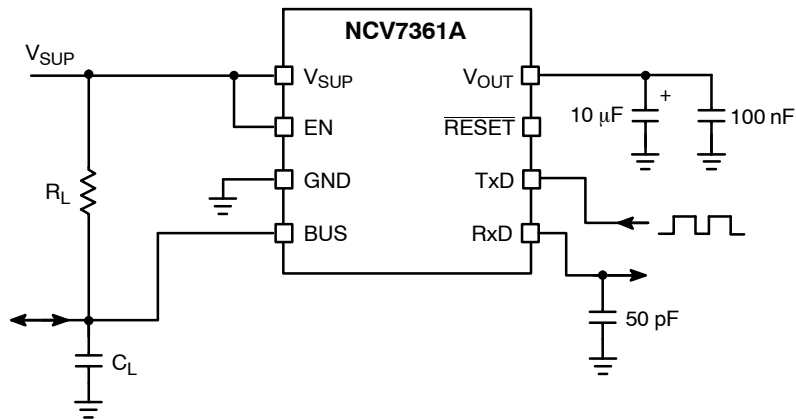 NCV7361A
V_SUP
V_SUP
V_OUT
10 μF
+
100 nF
EN
RESET
R_L
GND
TxD
BUS
RxD
50 pF
C_L